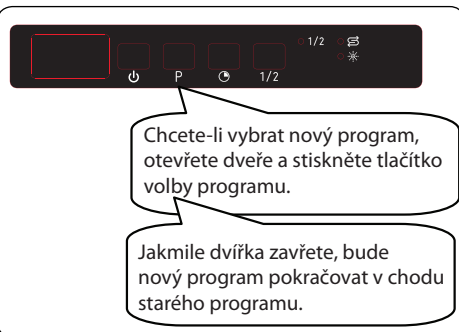 1/2
P
1/2
Chcete-li vybrat nový program,
otevřete dveře a stiskněte tlačítko
volby programu.
Jakmile dvířka zavřete, bude
nový program pokračovat v chodu
starého programu.